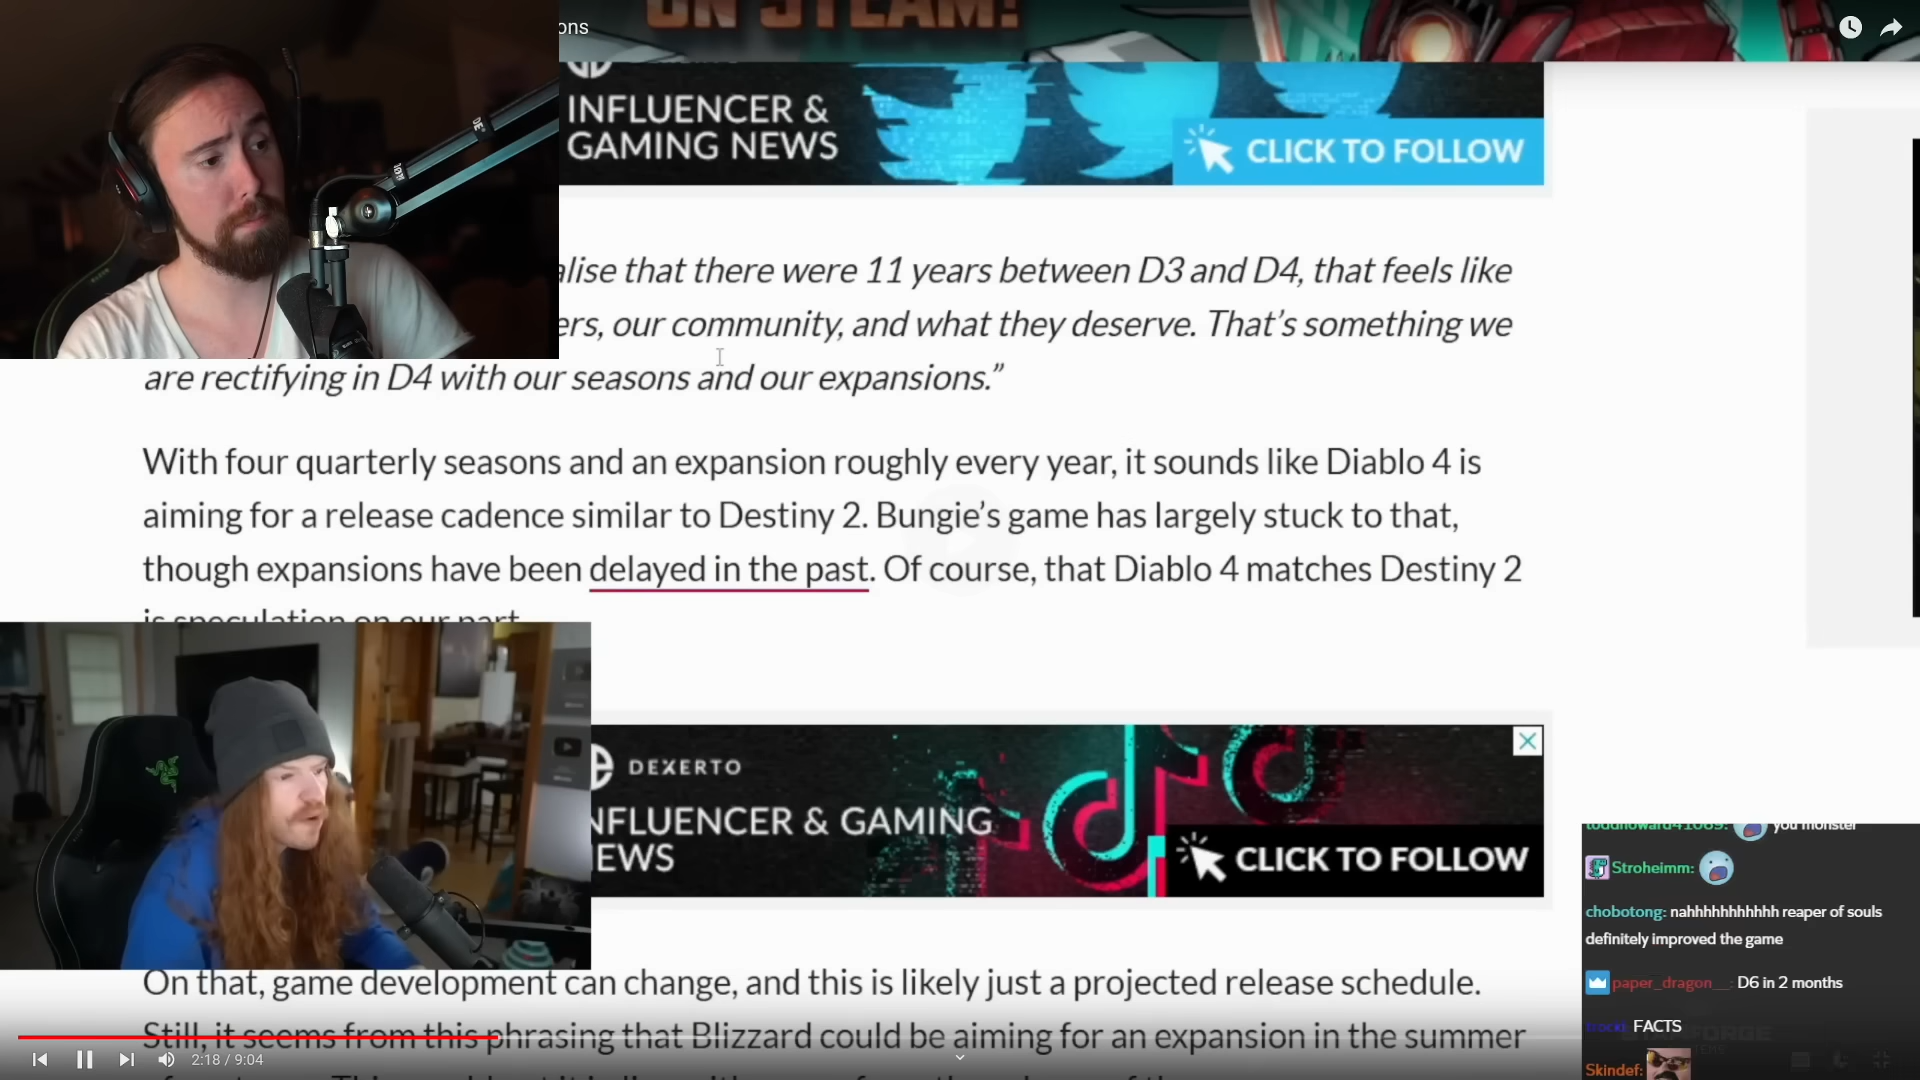 ons
ON STEAM!
INFLUENCER &
GAMING NEWS
CLICK TO FOLLOW
alise that there were 11 years between D3 and D4, that feels like
ers, our community, and what they deserve. That’s something we
are rectifying in D4 with our seasons and our expansions.”
With four quarterly seasons and an expansion roughly every year, it sounds like Diablo 4 is
aiming for a release cadence similar to Destiny 2. Bungie’s game has largely stuck to that,
though expansions have been delayed in the past. Of course, that Diablo 4 matches Destiny 2
is speculation on our part.
DEXERTO
NFLUENCER & GAMING
EWS
CLICK TO FOLLOW
you monster
Stroheimm:
chobotong: nahhhhhhhhhhh reaper of souls
definitely improved the game
paper_dragon__: D6 in 2 months
FACTS
Skindef:
On that, game development can change, and this is likely just a projected release schedule.
Still, it seems from this phrasing that Blizzard could be aiming for an expansion in the summer
2:18 / 9:04